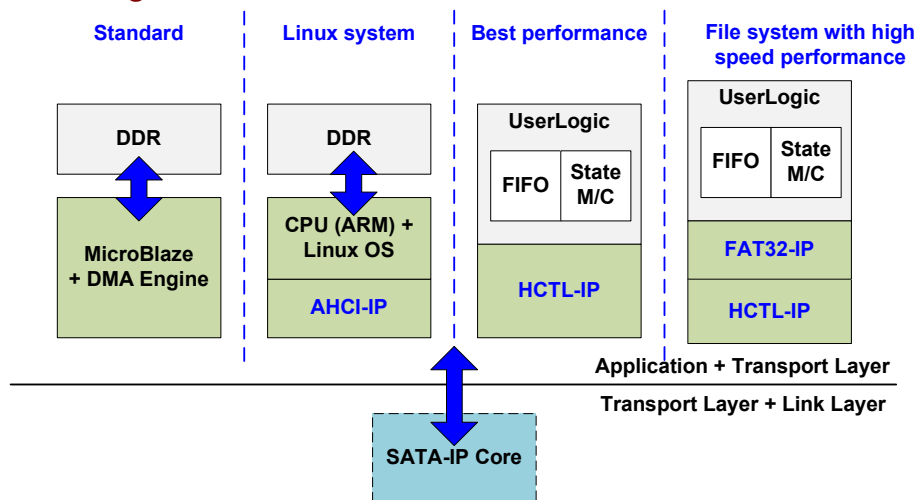 Standard
Linux system
Best performance
File system with high
speed performance
DDR
MicroBlaze
+ DMA Engine
DDR
CPU (ARM) +
Linux OS
AHCI-IP
UserLogic
FIFO
State
M/C
HCTL-IP
UserLogic
FIFO
State
M/C
FAT32-IP
HCTL-IP
Application + Transport Layer
Transport Layer + Link Layer
SATA-IP Core